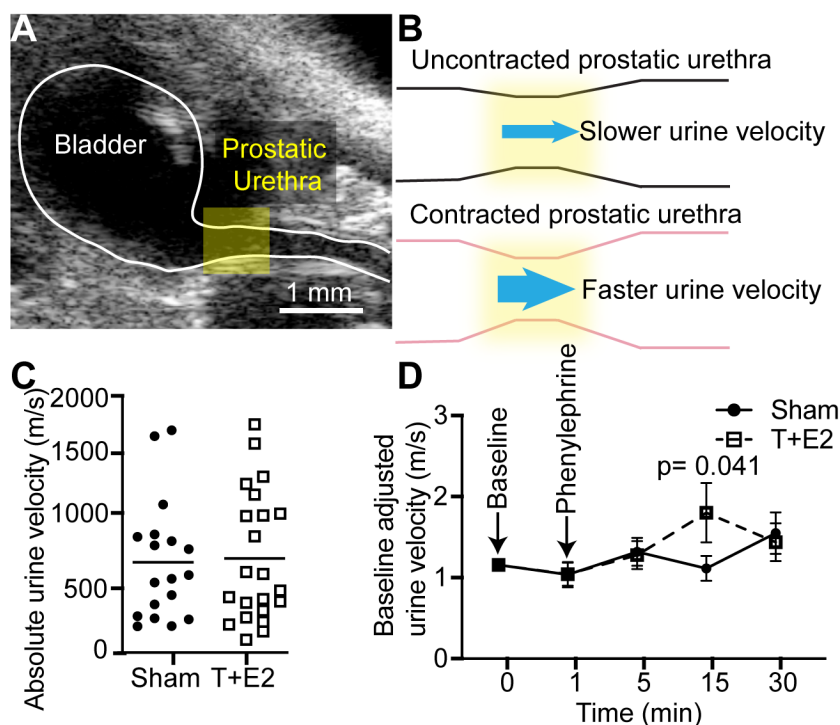 A
Bladder
Prostatic
Urethra
1 mm
B
Uncontracted prostatic urethra
Slower urine velocity
Contracted prostatic urethra
Faster urine velocity
C
Absolute urine velocity (m/s)
2000
1500
1000
500
0
Sham T+E2
D
Baseline adjusted
urine velocity (m/s)
3
2
1
0
Baseline
Phenylephrine
Sham
T+E2
p= 0.041
0 1 5 15 30
Time (min)